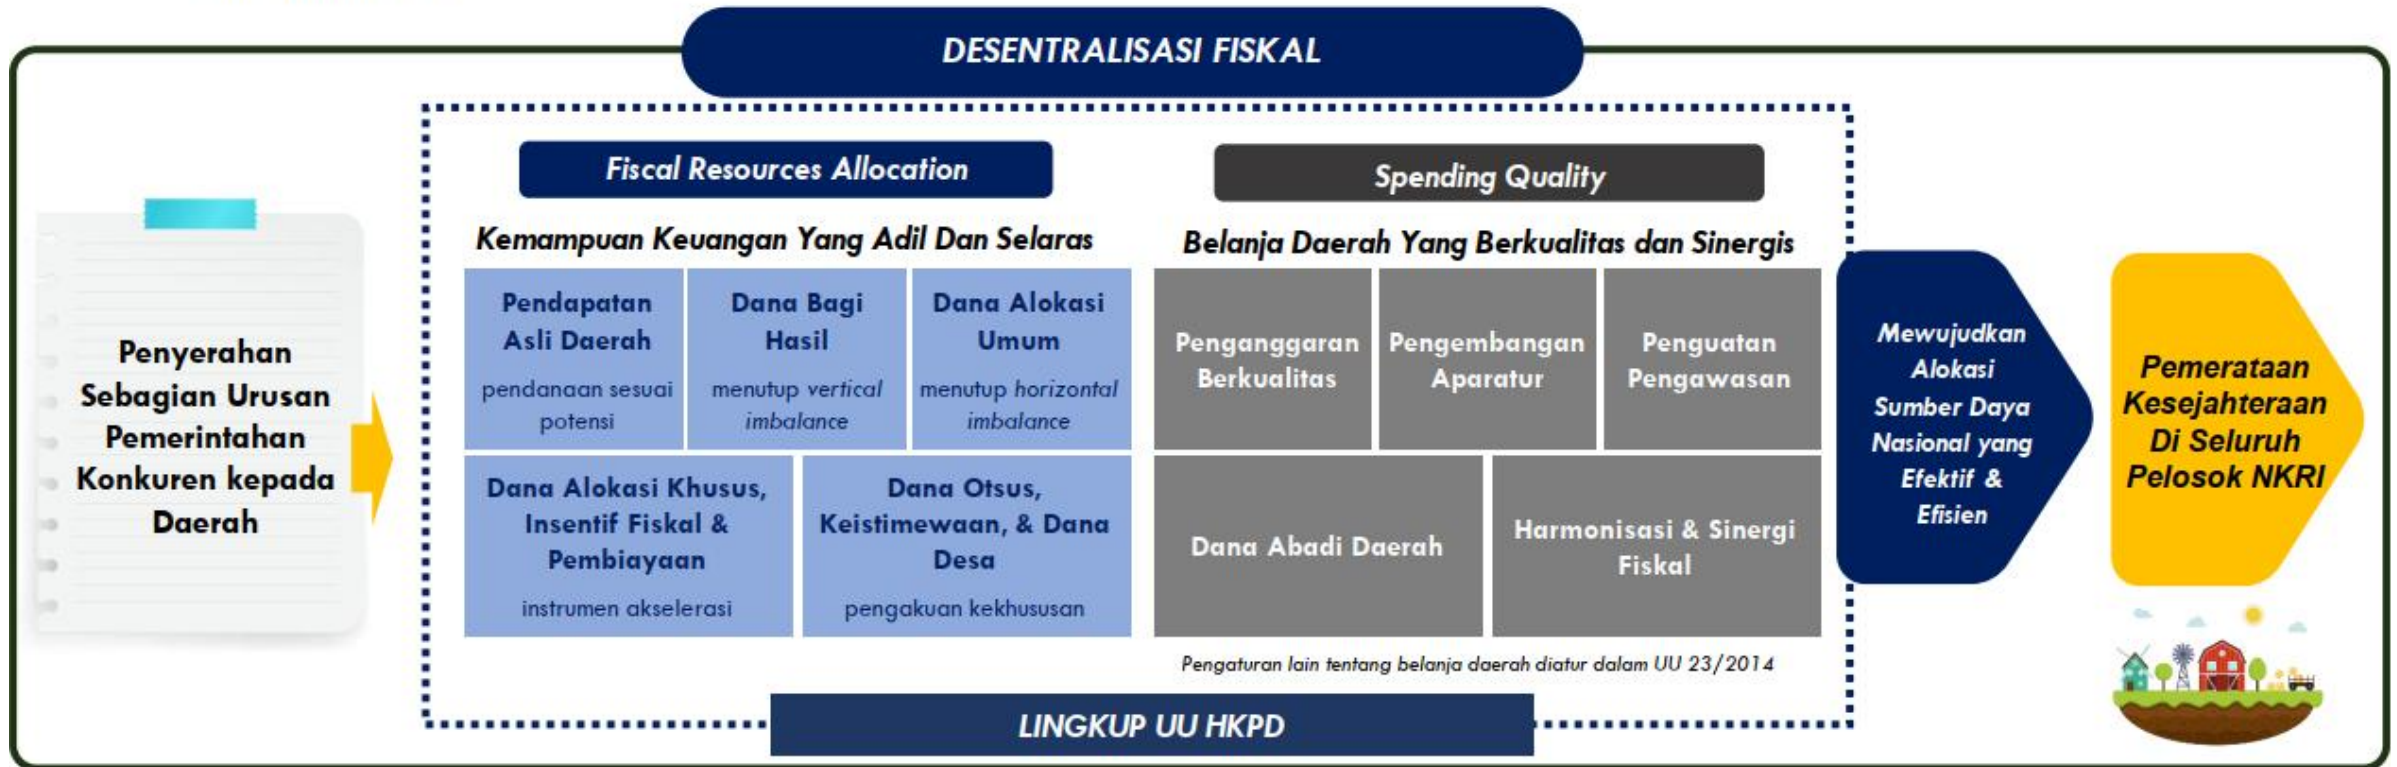 DESENTRALISASI FISKAL
Penyerahan
Sebagian Urusan
Pemerintahan
Konkuren kepada
Daerah
Fiscal Resources Allocation
Kemampuan Keuangan Yang Adil Dan Selaras
Pendapatan
Asli Daerah
pendanaan sesuai
potensi
Dana Bagi
Hasil
menutup vertical
imbalance
Dana Alokasi
Umum
menutup horizontal
imbalance
Dana Alokasi Khusus,
Insentif Fiskal &
Pembiayaan
instrumen akselerasi
Dana Otsus,
Keistimewaan, & Dana
Desa
pengakuan kekhususan
Spending Quality
Belanja Daerah Yang Berkualitas dan Sinergis
Penganggaran
Berkualitas
Pengembangan
Aparatur
Penguatan
Pengawasan
Dana Abadi Daerah
Harmonisasi & Sinergi
Fiskal
Pengaturan lain tentang belanja daerah diatur dalam UU 23/2014
LINGKUP UU HKPD
Mewujudkan
Alokasi
Sumber Daya
Nasional yang
Efektif &
Efisien
Pemerataan
Kesejahteraan
Di Seluruh
Pelosok NKRI